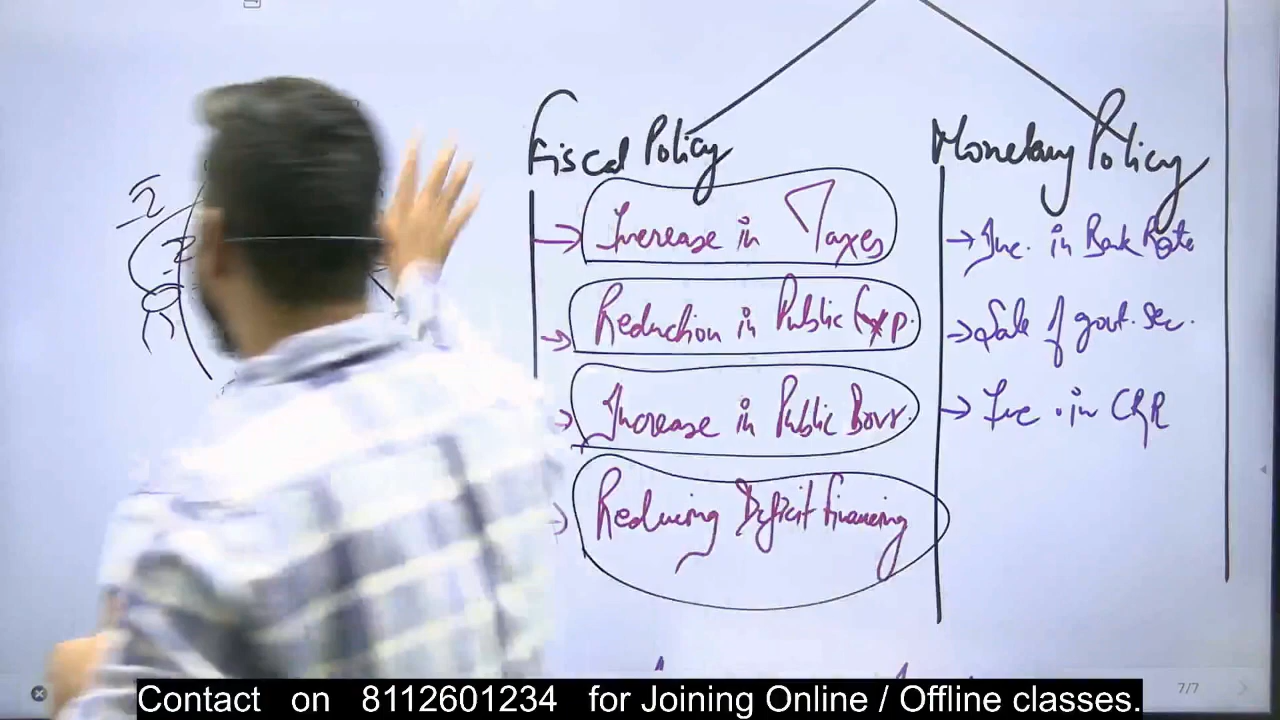 Fiscal Policy
→ Increase in Taxes
→ Reduction in Public Exp.
→ Increase in Public Borr.
→ Reducing Deficit Financing
Monetary Policy
→ Inc. in Bank Rate
→ Sale of govt. sec.
→ Inc. in CRR
7/7
Contact on 8112601234 for Joining Online / Offline classes.